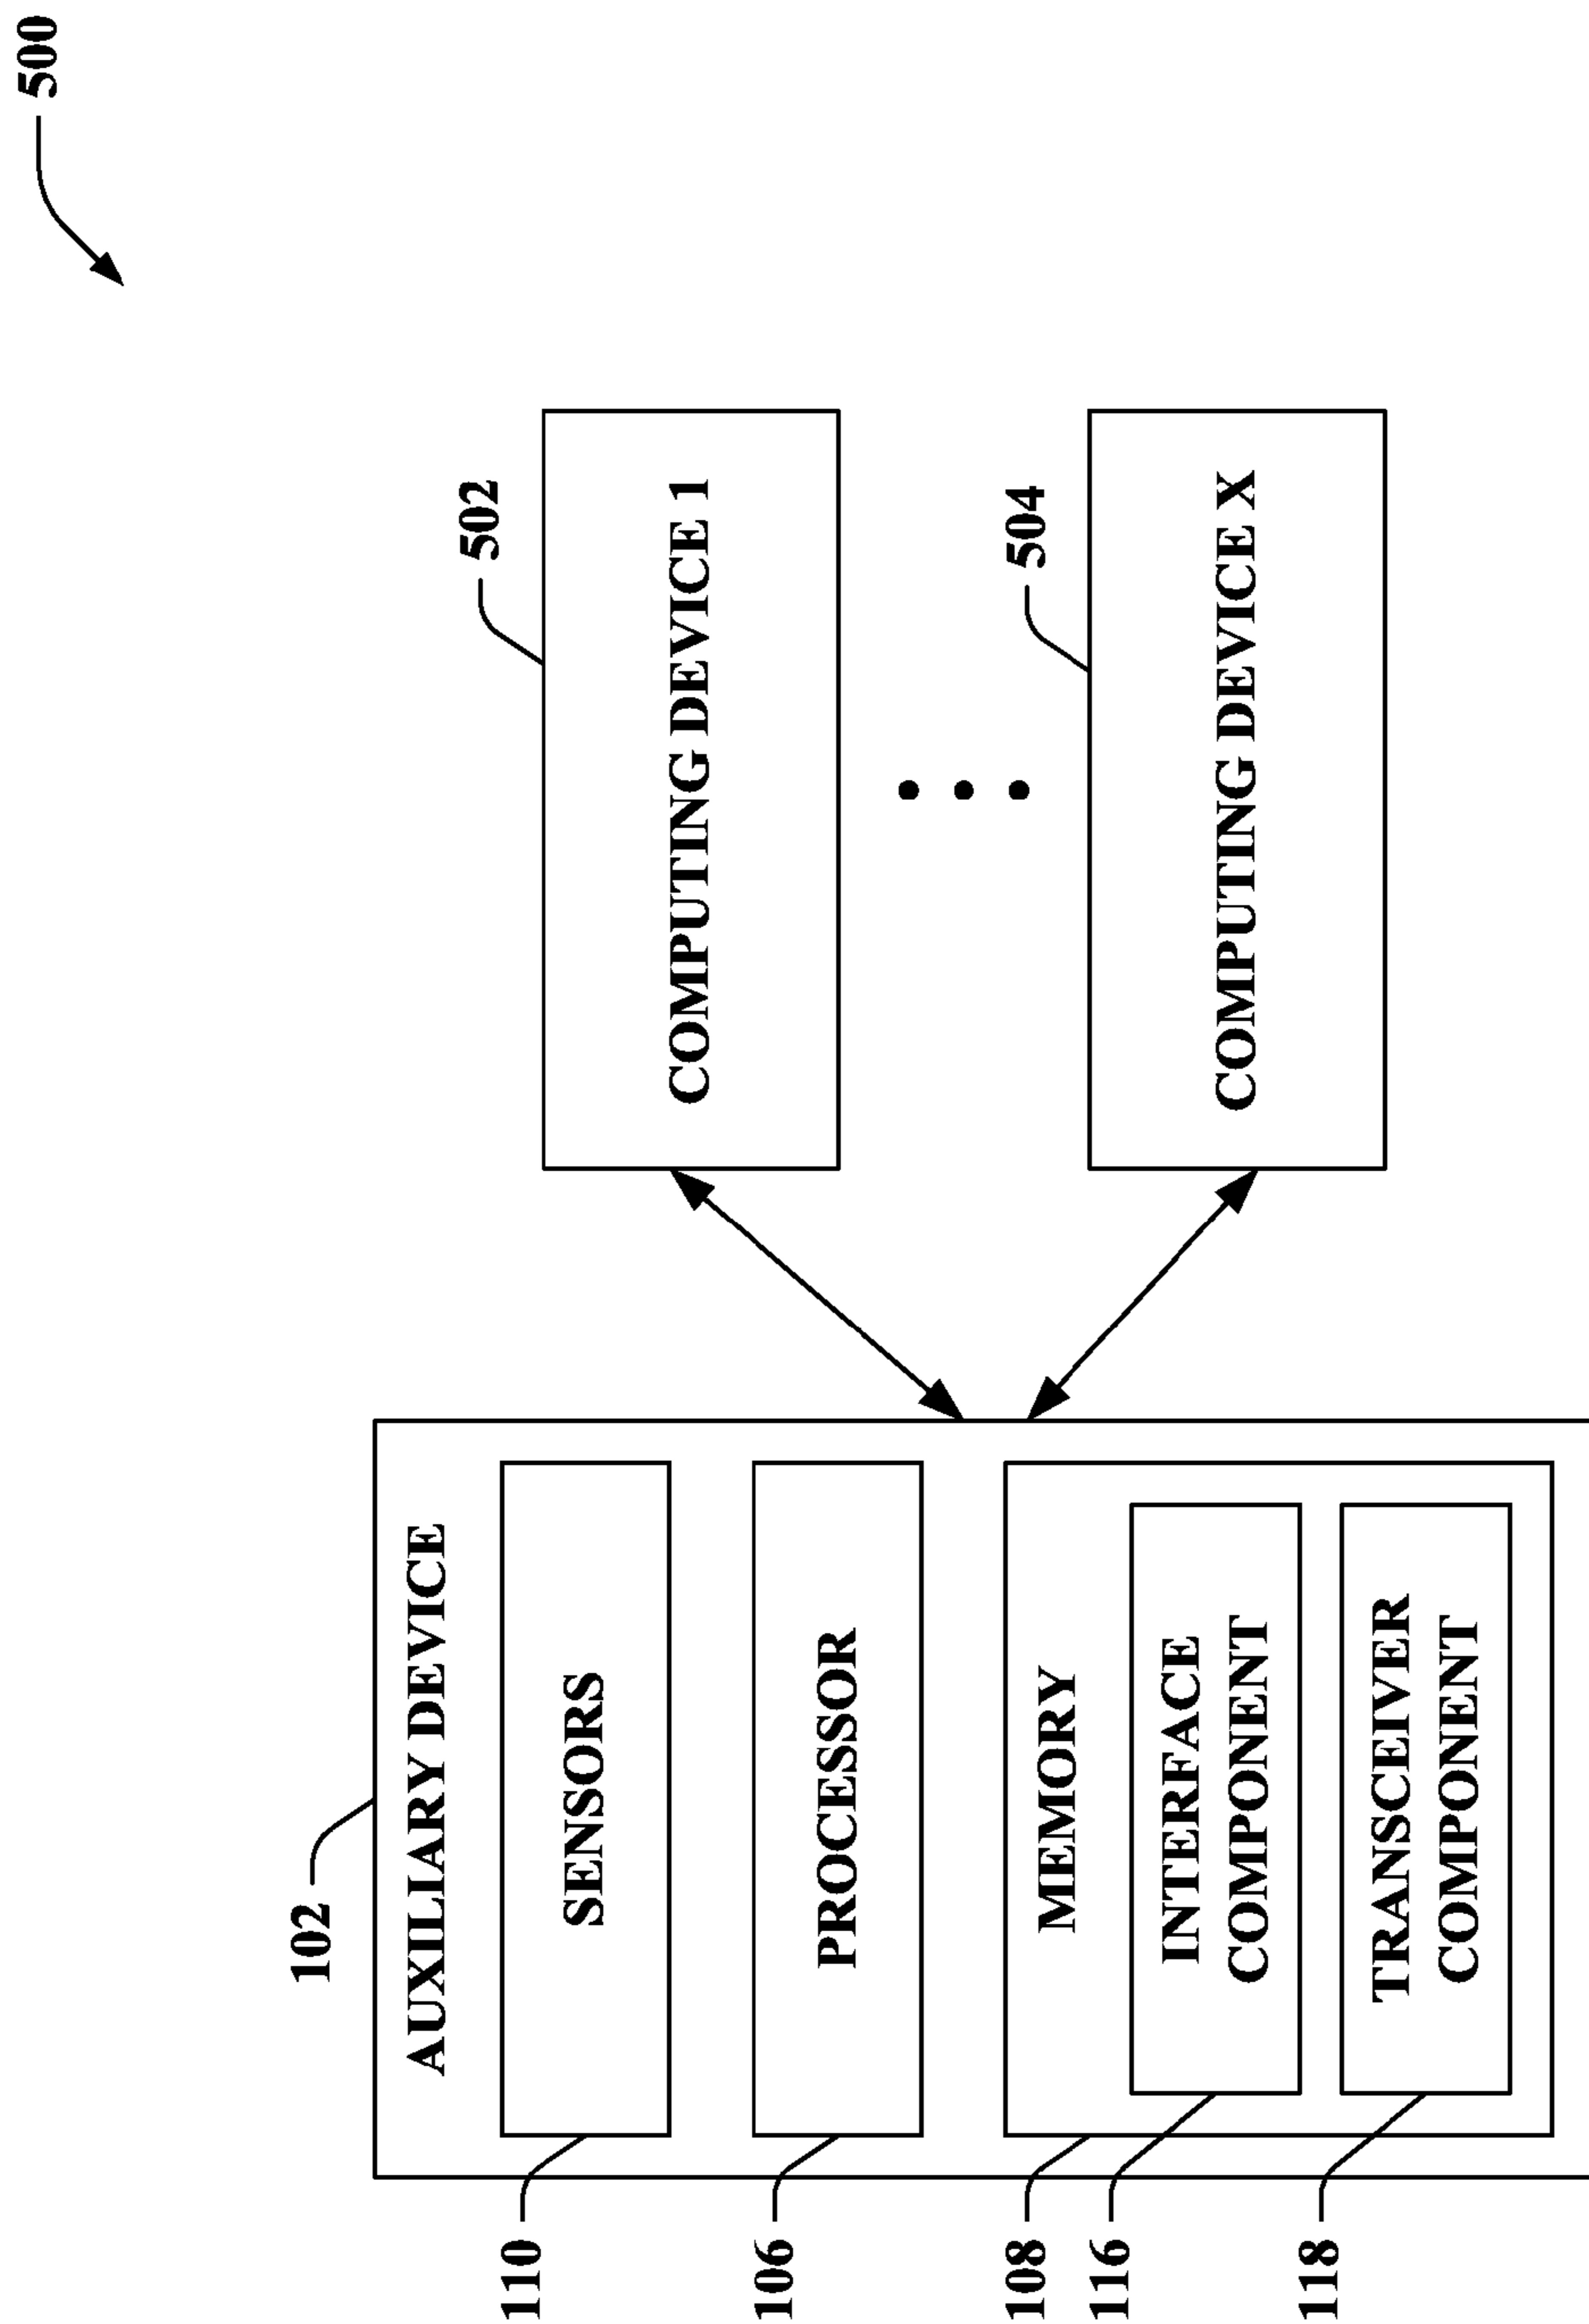 500
102
AUXILIARY DEVICE
110
SENSORS
106
PROCESSOR
108
MEMORY
116
INTERFACE
COMPONENT
118
TRANSCEIVER
COMPONENT
502
COMPUTING DEVICE 1
504
COMPUTING DEVICE X